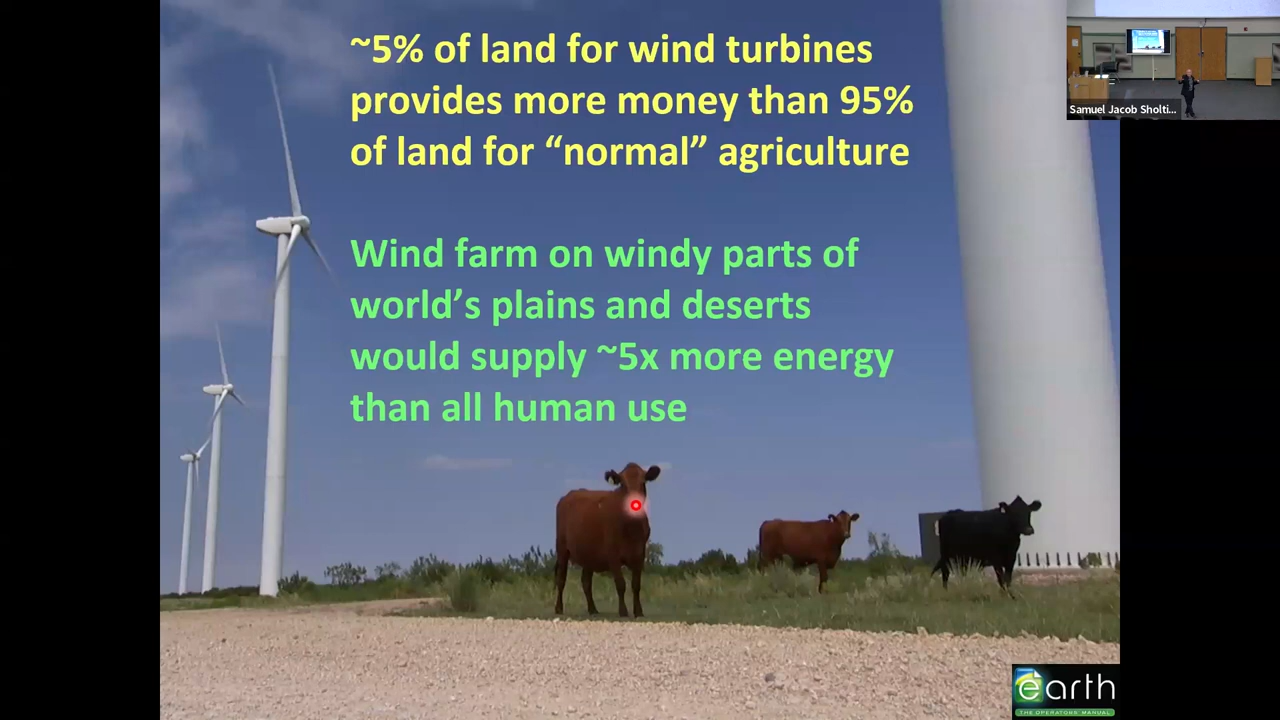 ~5% of land for wind turbines
provides more money than 95%
of land for “normal” agriculture
Wind farm on windy parts of
world’s plains and deserts
would supply ~5x more energy
than all human use
Samuel Jacob Sholti...
earth
THE OPERATORS' MANUAL